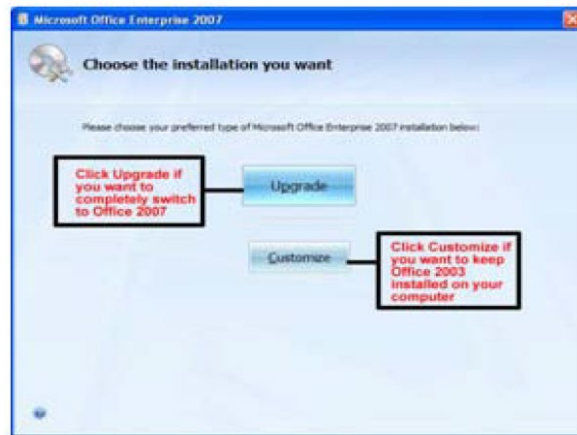 Microsoft Office Enterprise 2007
Choose the installation you want
Please choose your preferred type of Microsoft Office Enterprise 2007 installation below:
Click Upgrade if
you want to
completely switch
to Office 2007
Upgrade
Customize
Click Customize if
you want to keep
Office 2003
installed on your
computer